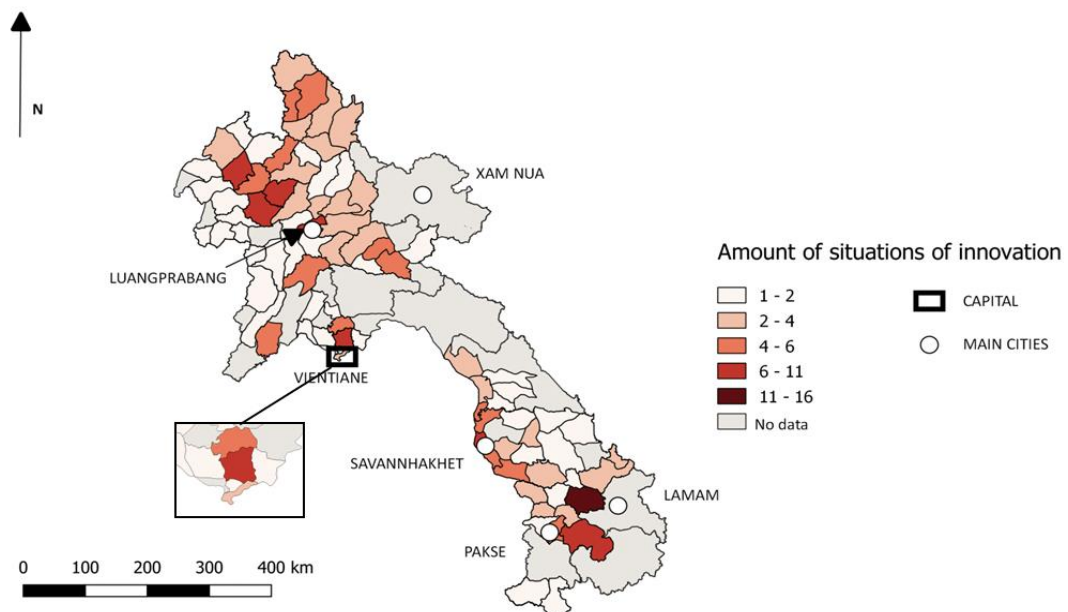 N
XAM NUA
LUANGPRABANG
VIENTIANE
SAVANNHAKHET
LAMAM
PAKSE
0 100 200 300 400 km
Amount of situations of innovation
1 - 2
2 - 4
4 - 6
6 - 11
11 - 16
No data
CAPITAL
MAIN CITIES